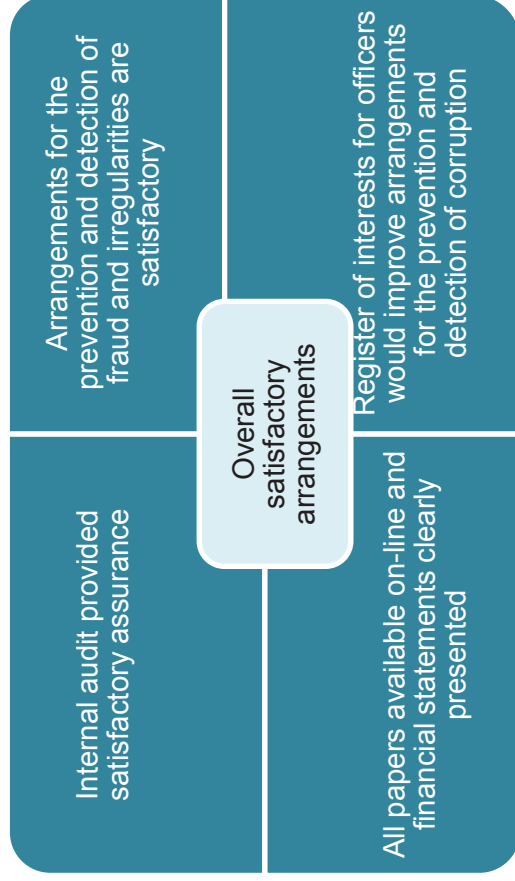 Internal audit provided
satisfactory assurance
Arrangements for the
prevention and detection of
fraud and irregularities are
satisfactory
Overall
satisfactory
arrangements
All papers available on-line and
financial statements clearly
presented
Register of interests for officers
would improve arrangements
for the prevention and
detection of corruption